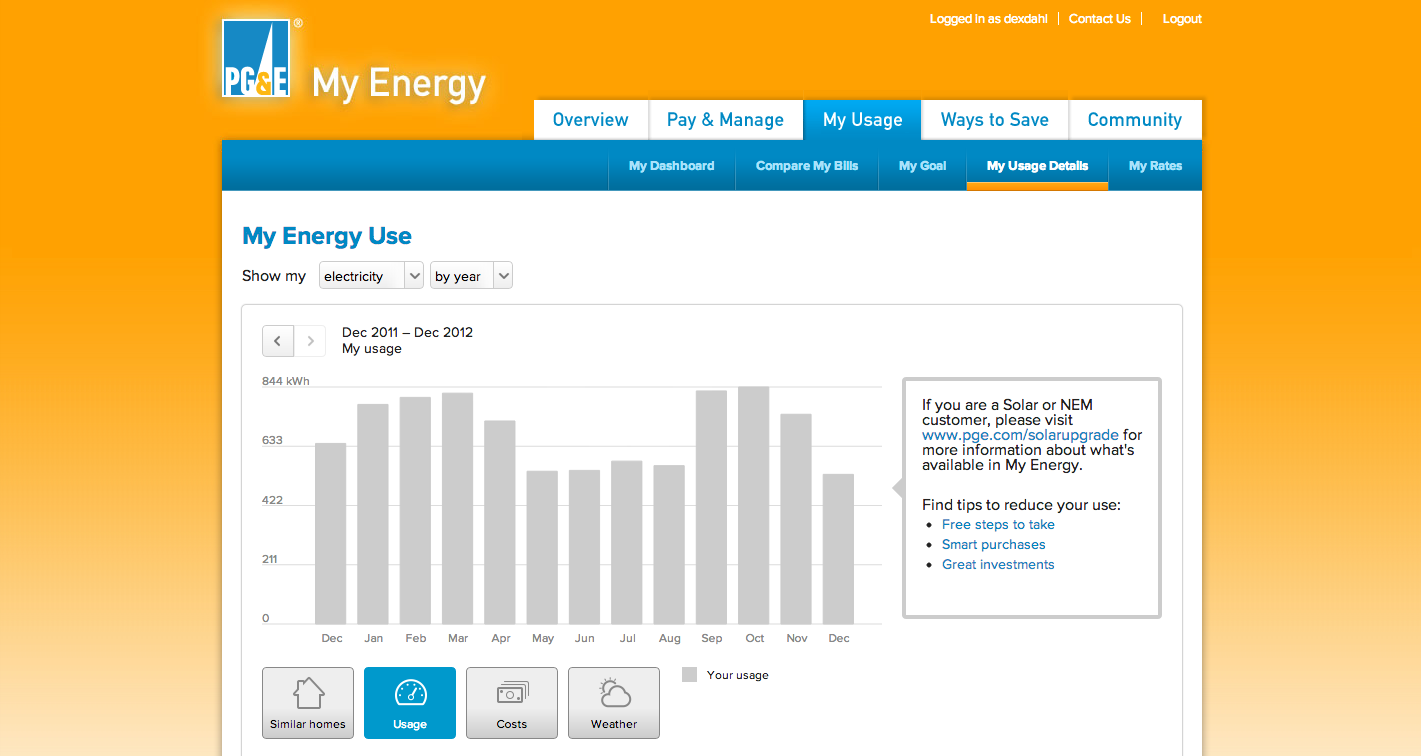 Logged in as dexdahl
Contact Us
Logout
PG&E ®
My Energy
Overview
Pay & Manage
My Usage
Ways to Save
Community
My Dashboard
Compare My Bills
My Goal
My Usage Details
My Rates
My Energy Use
Show my
electricity
by year
Dec 2011 – Dec 2012
My usage
844 kWh
633
422
211
0
Dec
Jan
Feb
Mar
Apr
May
Jun
Jul
Aug
Sep
Oct
Nov
Dec
If you are a Solar or NEM
customer, please visit
www.pge.com/solarupgrade for
more information about what's
available in My Energy.
Find tips to reduce your use:
Free steps to take
Smart purchases
Great investments
Similar homes
Usage
Costs
Weather
Your usage